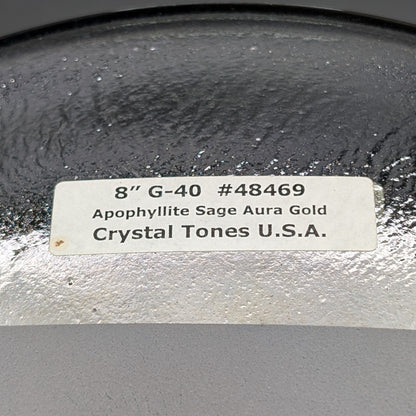 8″ G-40 #48469
Apophyllite Sage Aura Gold
Crystal Tones U.S.A.